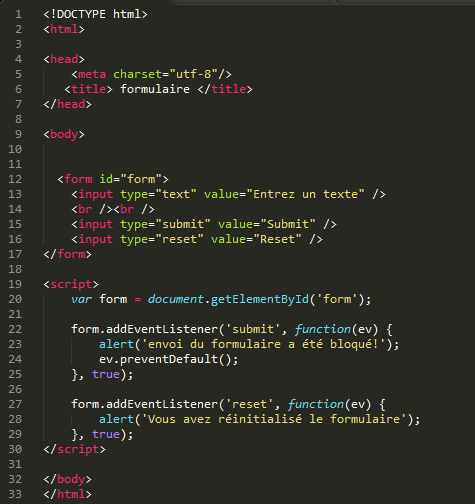 1 <!DOCTYPE html>
2 <html>
3
4 <head>
5 <meta charset="utf-8"/>
6 <title> formulaire </title>
7 </head>
8
9 <body>
10
11
12 <form id="form">
13 <input type="text" value="Entrez un texte" />
14 <br /><br />
15 <input type="submit" value="Submit" />
16 <input type="reset" value="Reset" />
17 </form>
18
19 <script>
20 var form = document.getElementById('form');
21
22 form.addEventListener('submit', function(ev) {
23 alert('envoi du formulaire a été bloqué!');
24 ev.preventDefault();
25 }, true);
26
27 form.addEventListener('reset', function(ev) {
28 alert('Vous avez réinitialisé le formulaire');
29 }, true);
30 </script>
31
32 </body>
33 </html>